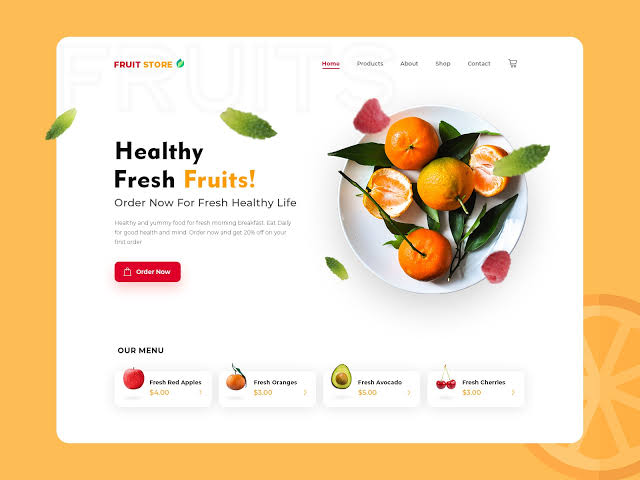 FRUITS
FRUIT STORE
Home Products About Shop Contact
Healthy
Fresh Fruits!
Order Now For Fresh Healthy Life
Healthy and yummy food for fresh morning breakfast. Eat Daily
for good health and mind. Order now and get 20% off on your
first order
Order Now
OUR MENU
Fresh Red Apples
$4.00
Fresh Oranges
$3.00
Fresh Avocado
$5.00
Fresh Cherries
$3.00